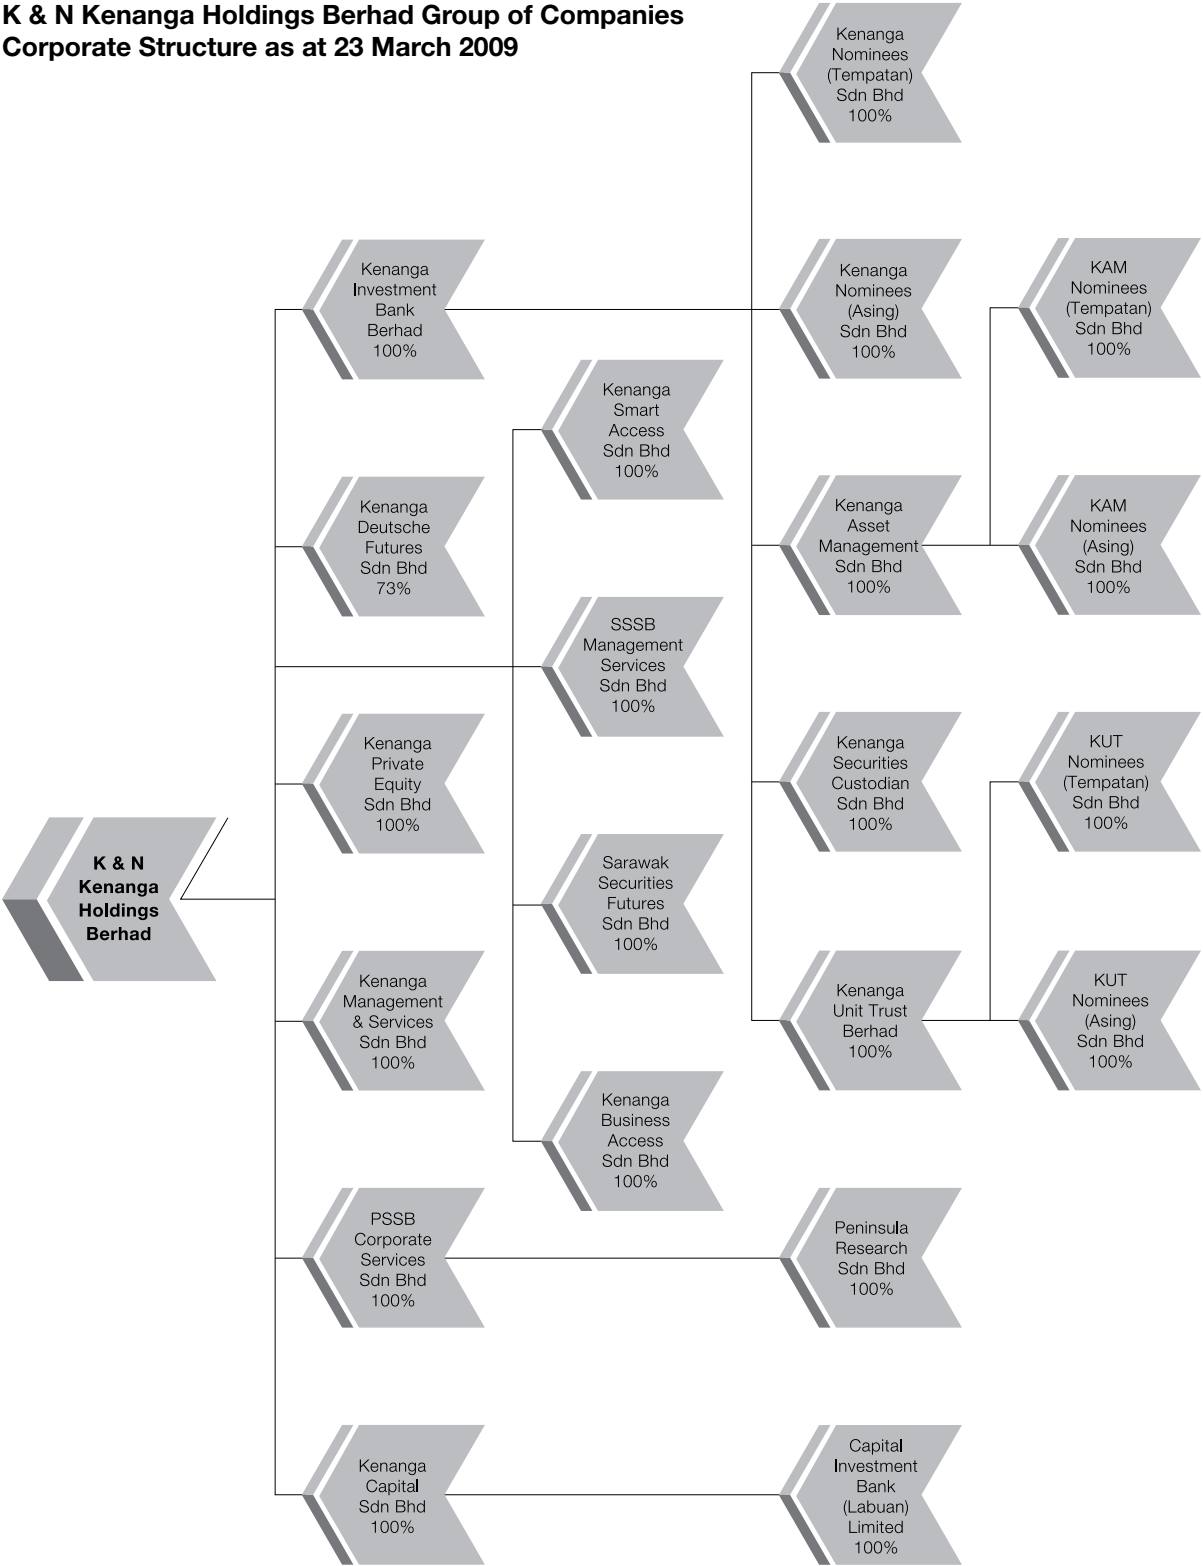 K & N Kenanga Holdings Berhad Group of Companies
Corporate Structure as at 23 March 2009
K & N
Kenanga
Holdings
Berhad
Kenanga
Investment
Bank
Berhad
100%
Kenanga
Deutsche
Futures
Sdn Bhd
73%
Kenanga
Private
Equity
Sdn Bhd
100%
Kenanga
Management
& Services
Sdn Bhd
100%
PSSB
Corporate
Services
Sdn Bhd
100%
Kenanga
Capital
Sdn Bhd
100%
Kenanga
Smart
Access
Sdn Bhd
100%
SSSB
Management
Services
Sdn Bhd
100%
Sarawak
Securities
Futures
Sdn Bhd
100%
Kenanga
Business
Access
Sdn Bhd
100%
Kenanga
Nominees
(Tempatan)
Sdn Bhd
100%
Kenanga
Nominees
(Asing)
Sdn Bhd
100%
Kenanga
Asset
Management
Sdn Bhd
100%
Kenanga
Securities
Custodian
Sdn Bhd
100%
Kenanga
Unit Trust
Berhad
100%
Peninsula
Research
Sdn Bhd
100%
Capital
Investment
Bank
(Labuan)
Limited
100%
KAM
Nominees
(Tempatan)
Sdn Bhd
100%
KAM
Nominees
(Asing)
Sdn Bhd
100%
KUT
Nominees
(Tempatan)
Sdn Bhd
100%
KUT
Nominees
(Asing)
Sdn Bhd
100%